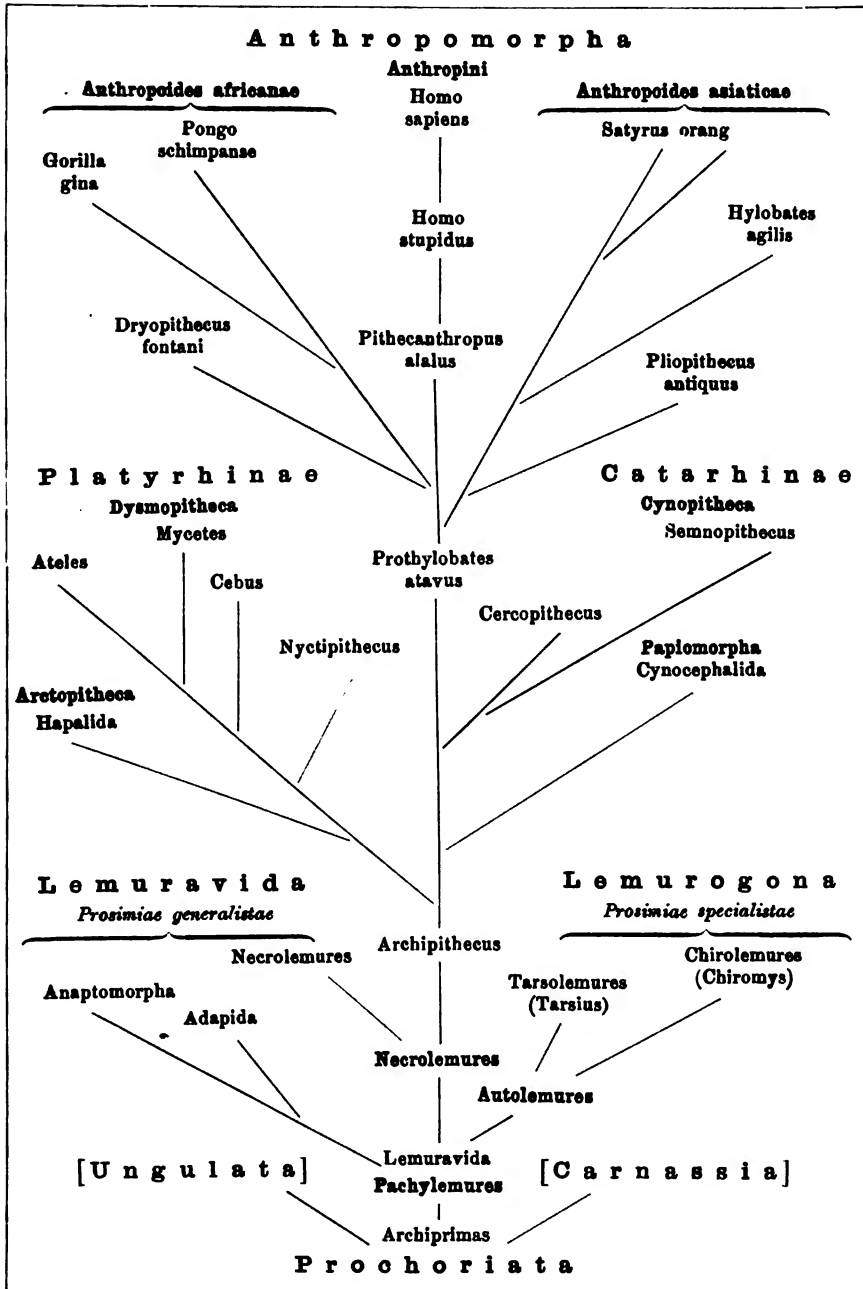 Anthropomorpha
Anthropini
Anthropoides africanae
Anthropoides asiaticae
Homo
sapiens
Pongo
schimpanse
Satyrus orang
Gorilla
gina
Homo
stupidus
Hylobates
agilis
Dryopithecus
fontani
Pithecanthropus
alalus
Pliopithecus
antiquus
Platyrhinae
Catarhinae
Dysmopitheca
Mycetes
Cynopitheca
Semnopithecus
Ateles
Cebus
Prothylobates
atavus
Cercopithecus
Nyctipithecus
Papiomorpha
Cynocephalida
Arctopitheca
Hapalida
Lemuravida
Lemurogona
Prosimiae generalistae
Prosimiae specialistae
Necrolemures
Archipithecus
Chirolemures
(Chiromys)
Anaptomorpha
Tarsolemures
(Tarsius)
Adapida
Necrolemures
Autolemures
[Ungulata]
Lemuravida
Pachylemures
[Carnassia]
Archiprimas
Prochoriata